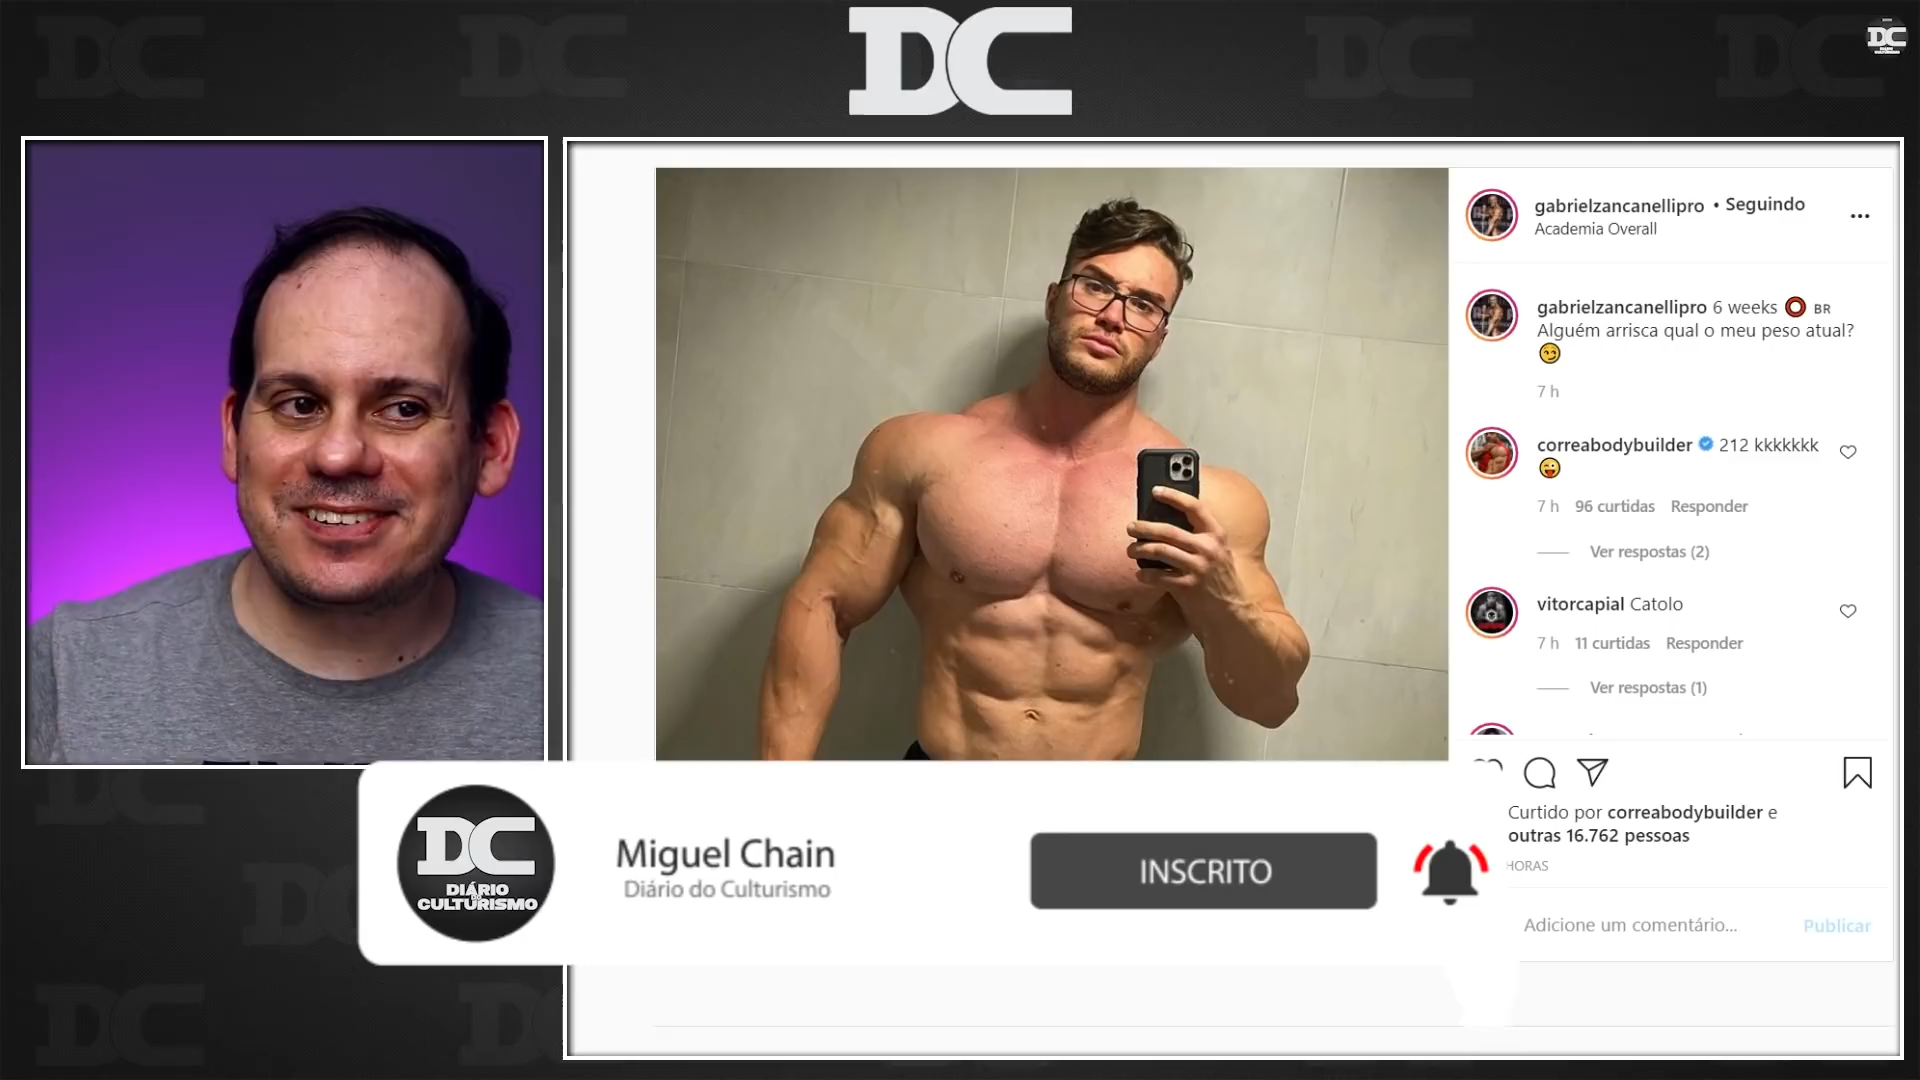 DC
DC
gabrielzancanellipro • Seguindo
Academia Overall
gabrielzancanellipro 6 weeks ⭕ BR
Alguém arrisca qual o meu peso atual?
😏
7 h
correabodybuilder 212 kkkkkkk
😜
7 h 96 curtidas Responder
Ver respostas (2)
vitorcapial Catolo
7 h 11 curtidas Responder
Ver respostas (1)
Curtido por correabodybuilder e
outras 16.762 pessoas
HORAS
Adicione um comentário... Publicar
DC
DIÁRIO
DO
CULTURISMO
Miguel Chain
Diário do Culturismo
INSCRITO